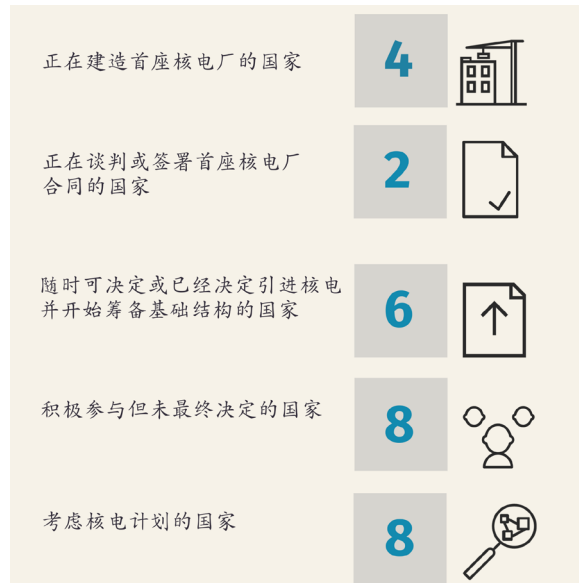 正在建造首座核电厂的国家
4
正在谈判或签署首座核电厂
合同的国家
2
随时可决定或已经决定引进核电
并开始筹备基础结构的国家
6
积极参与但未最终决定的国家
8
考虑核电计划的国家
8